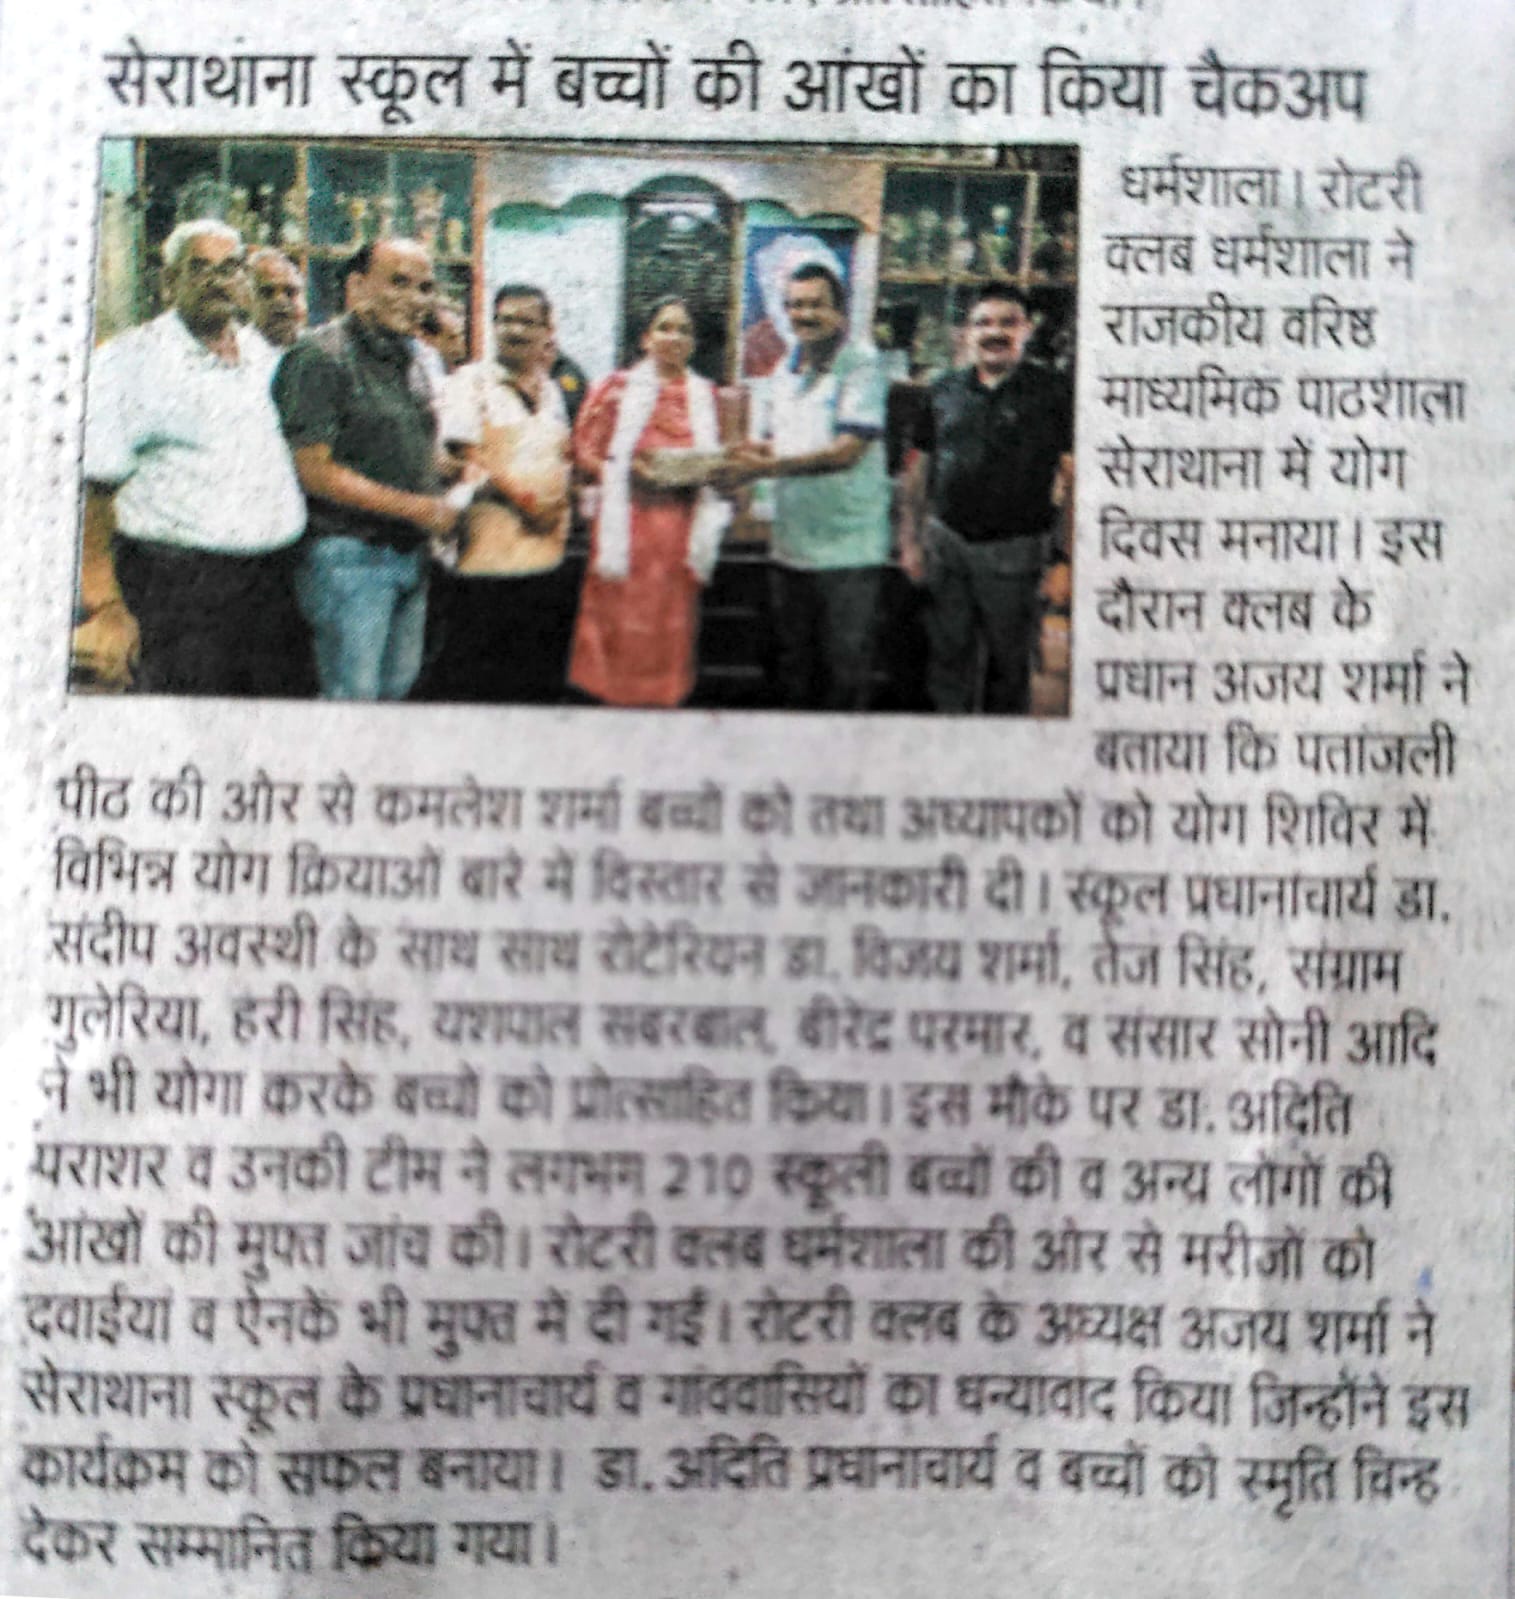 सेराथाना स्कूल में बच्चों की आंखों का किया चैकअप
धर्मशाला। रोटरी
क्लब धर्मशाला ने
राजकीय वरिष्ठ
माध्यमिक पाठशाला
सेराथाना में योग
दिवस मनाया। इस
दौरान क्लब के
प्रधान अजय शर्मा ने
बताया कि पतांजली
पीठ की ओर से कमलेश शर्मा बच्चों को तथा अध्यापकों को योग शिविर में
विभिन्न योग क्रियाओं बारे में विस्तार से जानकारी दी। स्कूल प्रधानाचार्य डा.
संदीप अवस्थी के साथ साथ रोटेरियन डा. विजय शर्मा, तेज सिंह, संग्राम
गुलेरिया, हरी सिंह, यशपाल सबरबाल, बीरेंद्र परमार, व संसार सोनी आदि
ने भी योगा करके बच्चों को प्रोत्साहित किया। इस मौके पर डा. अदिति
पराशर व उनकी टीम ने लगभग 210 स्कूली बच्चों की व अन्य लोगों की
आंखों की मुफ्त जांच की। रोटरी क्लब धर्मशाला की ओर से मरीजों को
दवाईयां व ऐनकें भी मुफ्त में दी गई। रोटरी क्लब के अध्यक्ष अजय शर्मा ने
सेराथाना स्कूल के प्रधानाचार्य व गांववासियों का धन्यावाद किया जिन्होंने इस
कार्यक्रम को सफल बनाया। डा. अदिति प्रधानाचार्य व बच्चों को स्मृति चिन्ह
देकर सम्मानित किया गया।